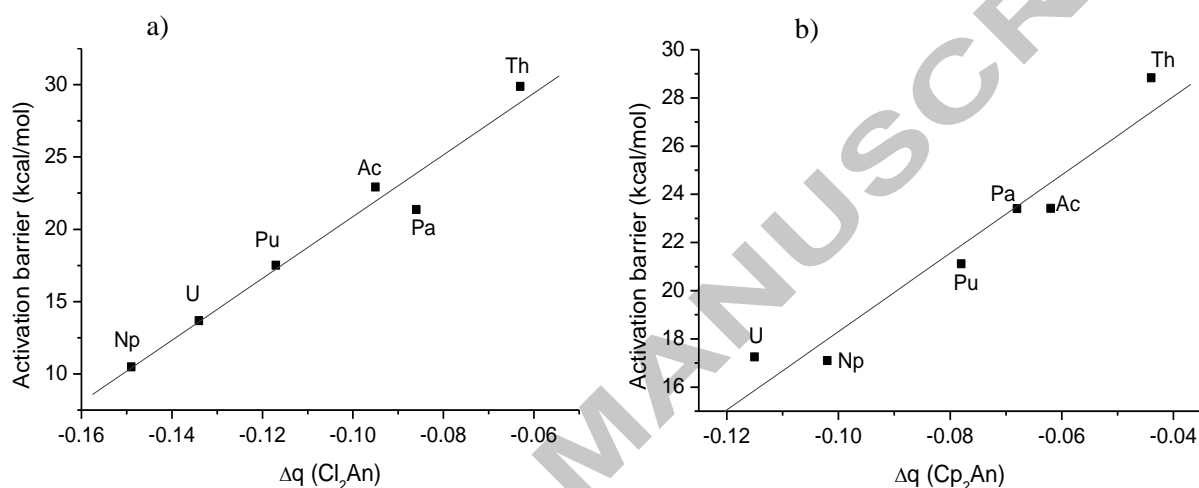 a)
Activation barrier (kcal/mol)
30
25
20
15
10
Th
Ac
Pa
Pu
U
Np
-0.16 -0.14 -0.12 -0.10 -0.08 -0.06
Δq (Cl₂An)
b)
Activation barrier (kcal/mol)
30
28
26
24
22
20
18
16
Th
Pa
Ac
Pu
U
Np
-0.12 -0.10 -0.08 -0.06 -0.04
Δq (Cp₂An)
MANUSCR